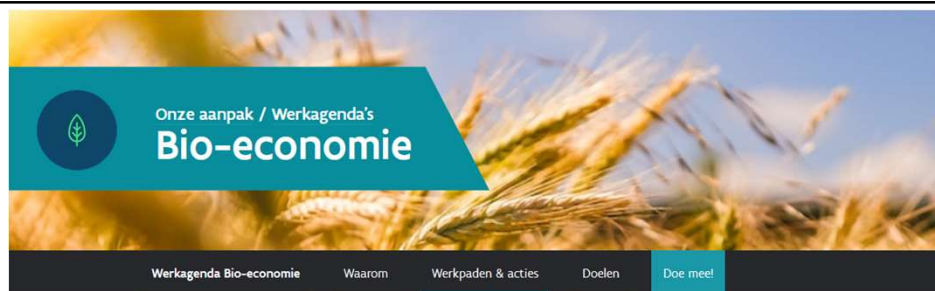 Onze aanpak / Werkagenda's
Bio-economie
Werkagenda Bio-economie Waarom Werkpaden & acties Doelen Doe mee!